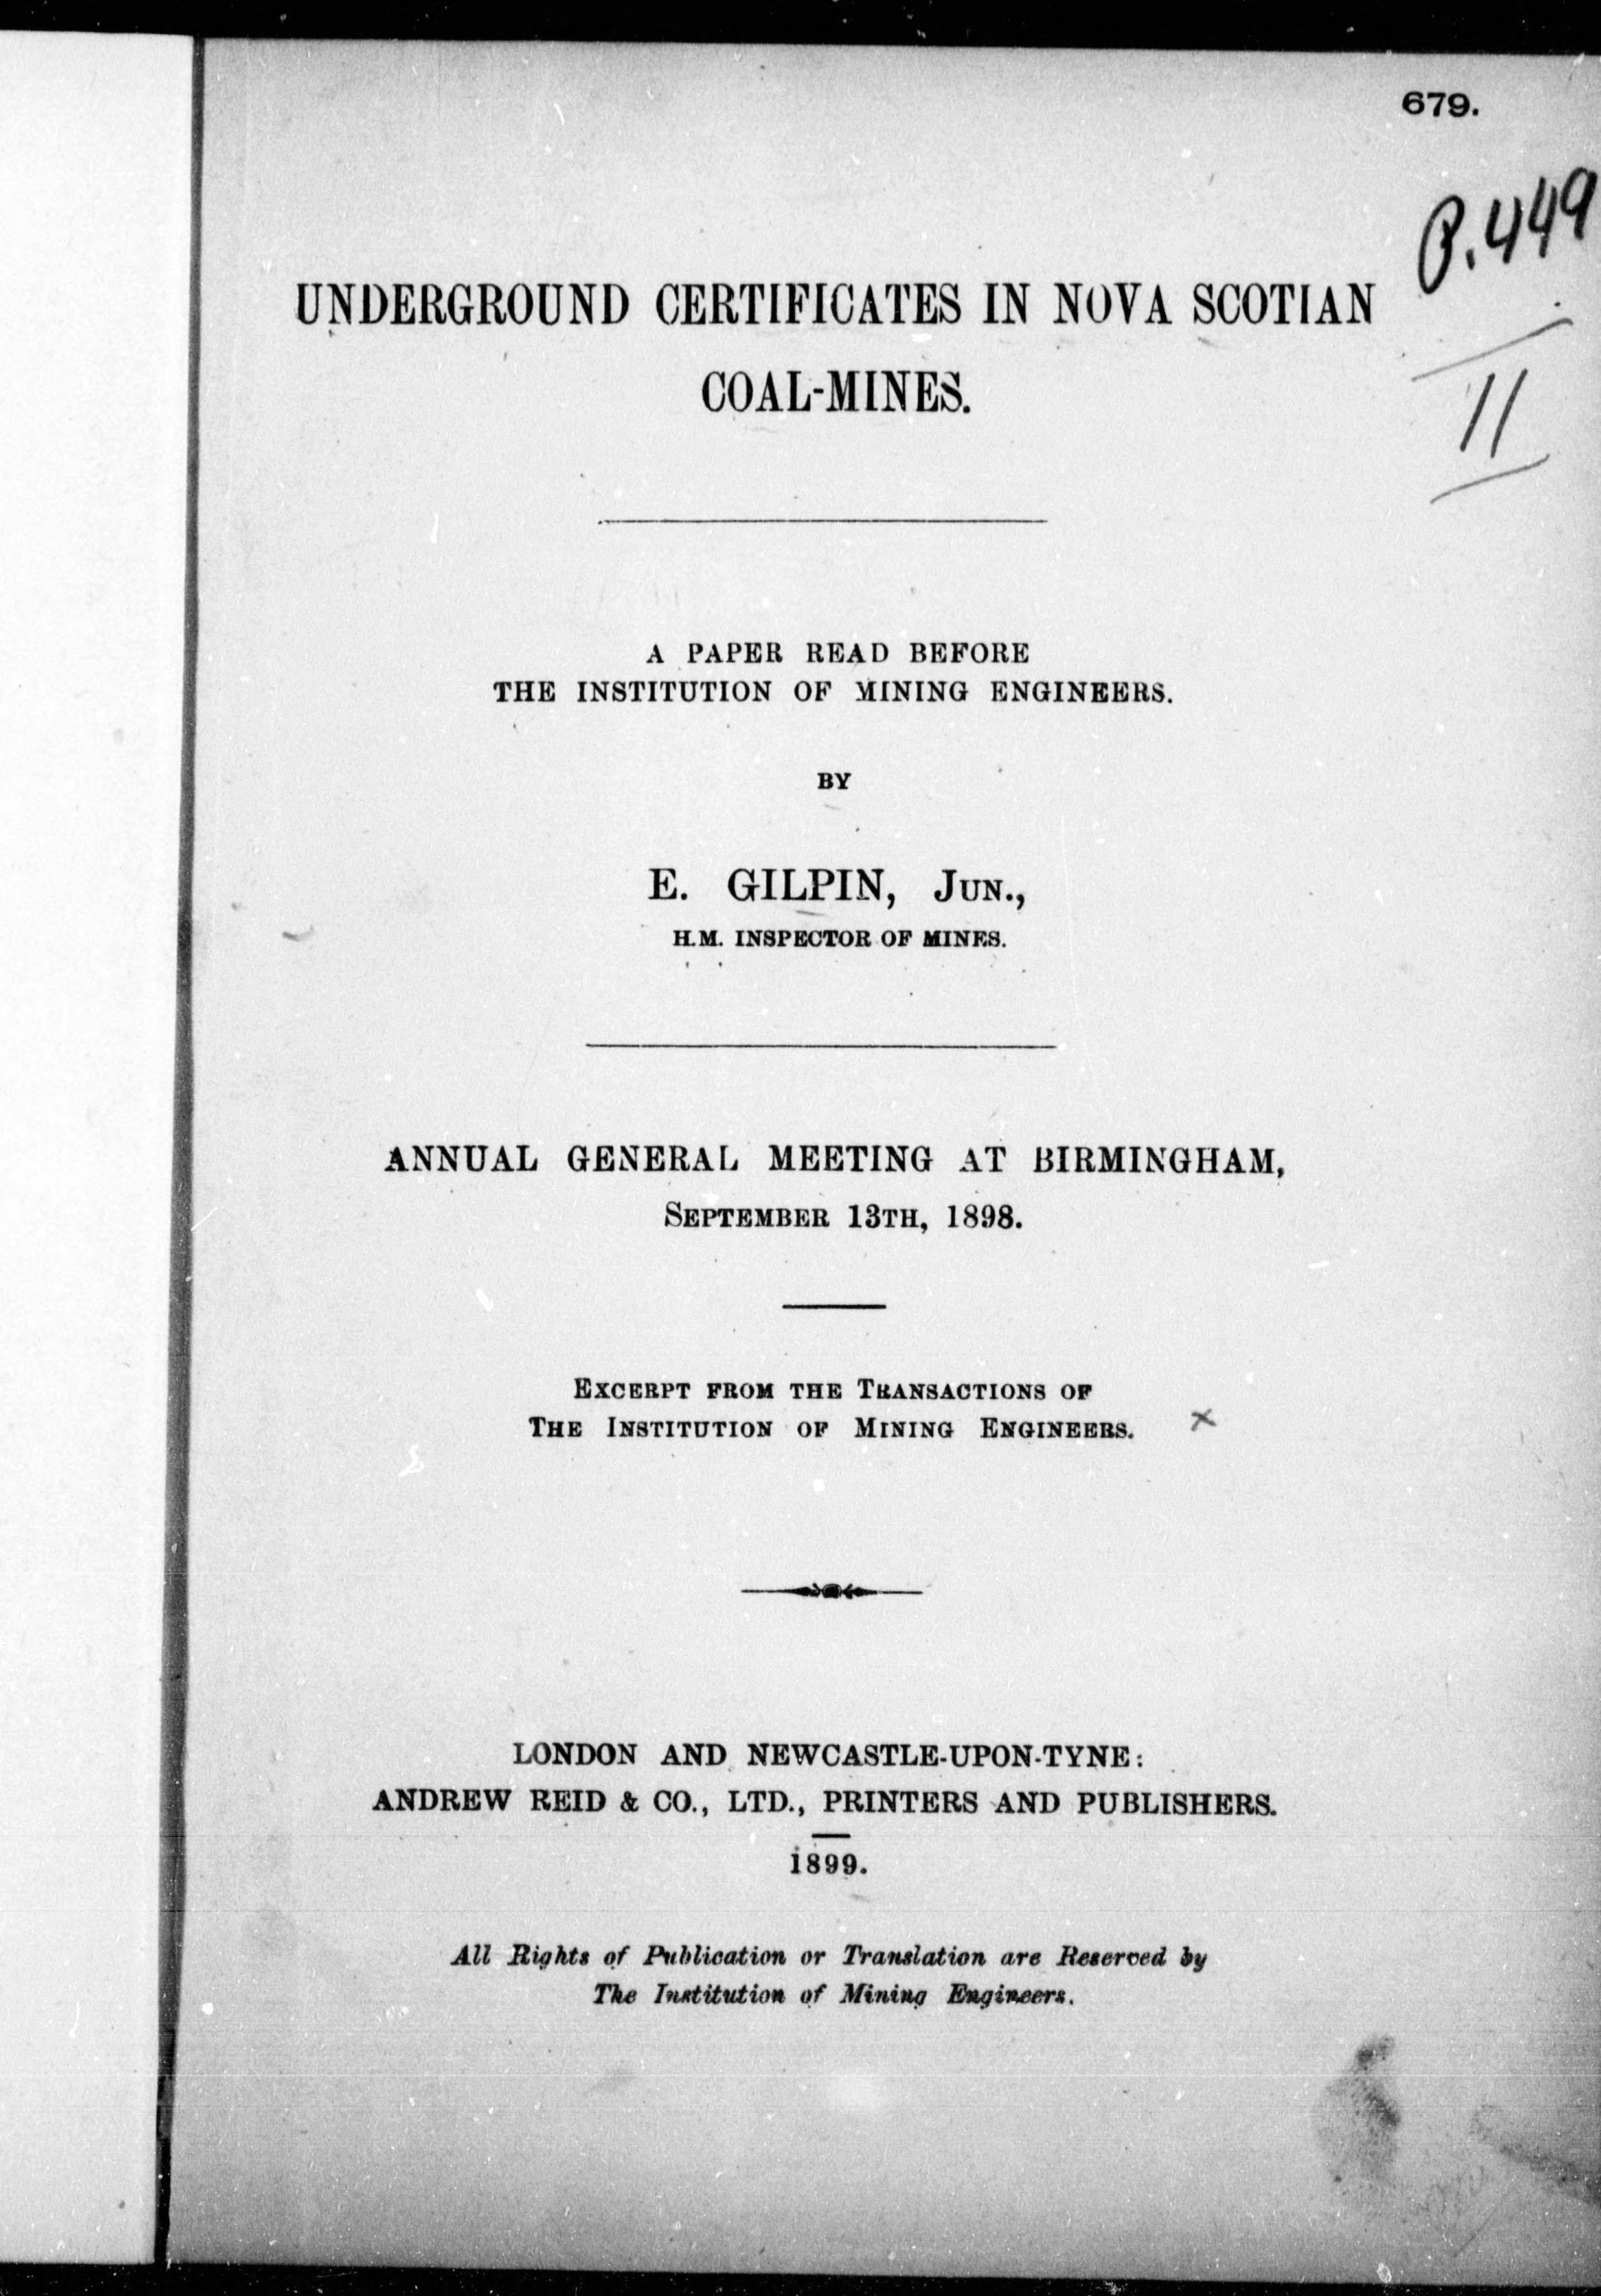 679.
P.449
11
UNDERGROUND CERTIFICATES IN NOVA SCOTIAN
COAL-MINES.
A PAPER READ BEFORE
THE INSTITUTION OF MINING ENGINEERS.
BY
E. GILPIN, JUN.,
H.M. INSPECTOR OF MINES.
ANNUAL GENERAL MEETING AT BIRMINGHAM,
SEPTEMBER 13TH, 1898.
EXCERPT FROM THE TRANSACTIONS OF
THE INSTITUTION OF MINING ENGINEERS. x
LONDON AND NEWCASTLE-UPON-TYNE:
ANDREW REID & CO., LTD., PRINTERS AND PUBLISHERS.
1899.
All Rights of Publication or Translation are Reserved by
The Institution of Mining Engineers.